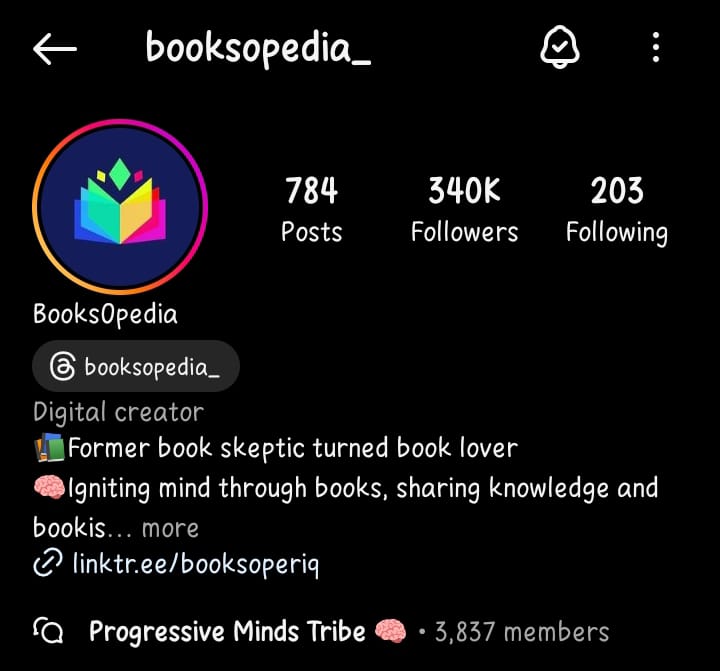 booksopedia_
784 340K 203
Posts Followers Following
BooksOpedia
booksopedia_
Digital creator
📚Former book skeptic turned book lover
🧠Igniting mind through books, sharing knowledge and
bookis... more
linktr.ee/booksoperiq
Progressive Minds Tribe 🧠 • 3,837 members